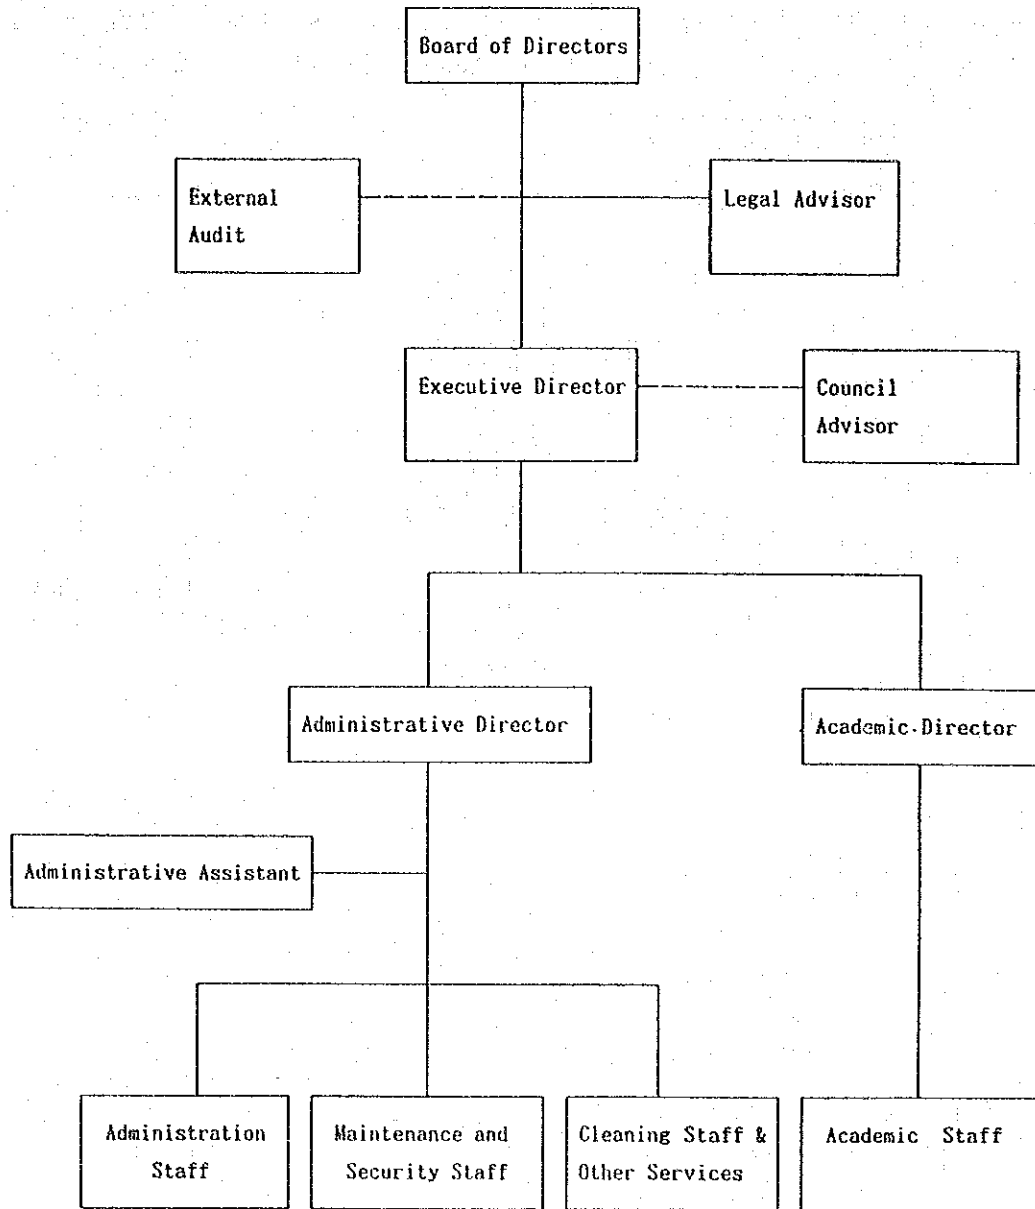 Board of Directors
External
Audit
Legal Advisor
Executive Director
Council
Advisor
Administrative Director
Academic Director
Administrative Assistant
Administration
Staff
Maintenance and
Security Staff
Cleaning Staff &
Other Services
Academic Staff